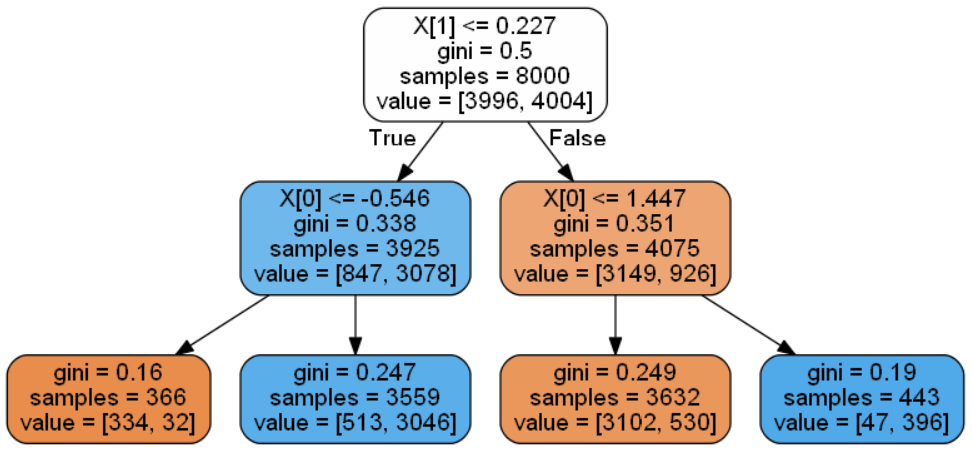 X[1] <= 0.227
gini = 0.5
samples = 8000
value = [3996, 4004]
True
False
X[0] <= -0.546
gini = 0.338
samples = 3925
value = [847, 3078]
X[0] <= 1.447
gini = 0.351
samples = 4075
value = [3149, 926]
gini = 0.16
samples = 366
value = [334, 32]
gini = 0.247
samples = 3559
value = [513, 3046]
gini = 0.249
samples = 3632
value = [3102, 530]
gini = 0.19
samples = 443
value = [47, 396]